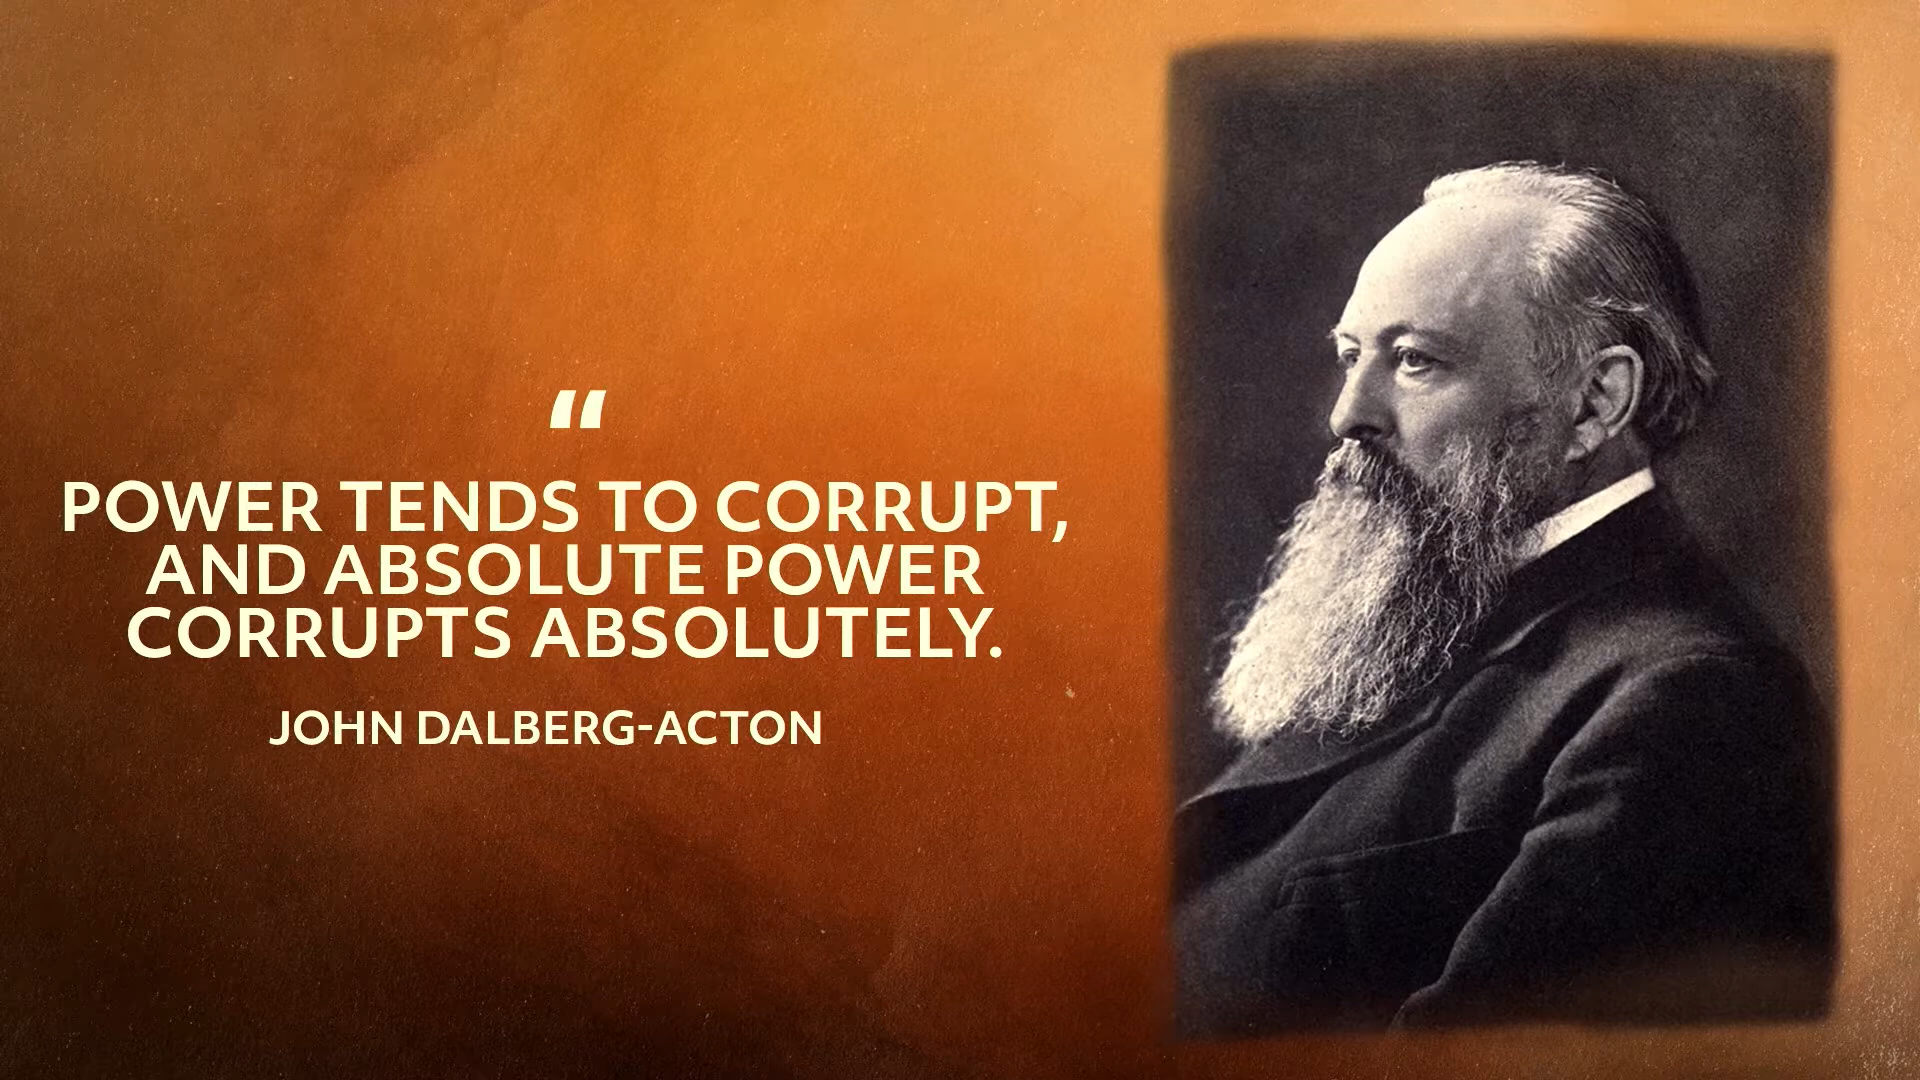 “
POWER TENDS TO CORRUPT,
AND ABSOLUTE POWER
CORRUPTS ABSOLUTELY.
JOHN DALBERG-ACTON